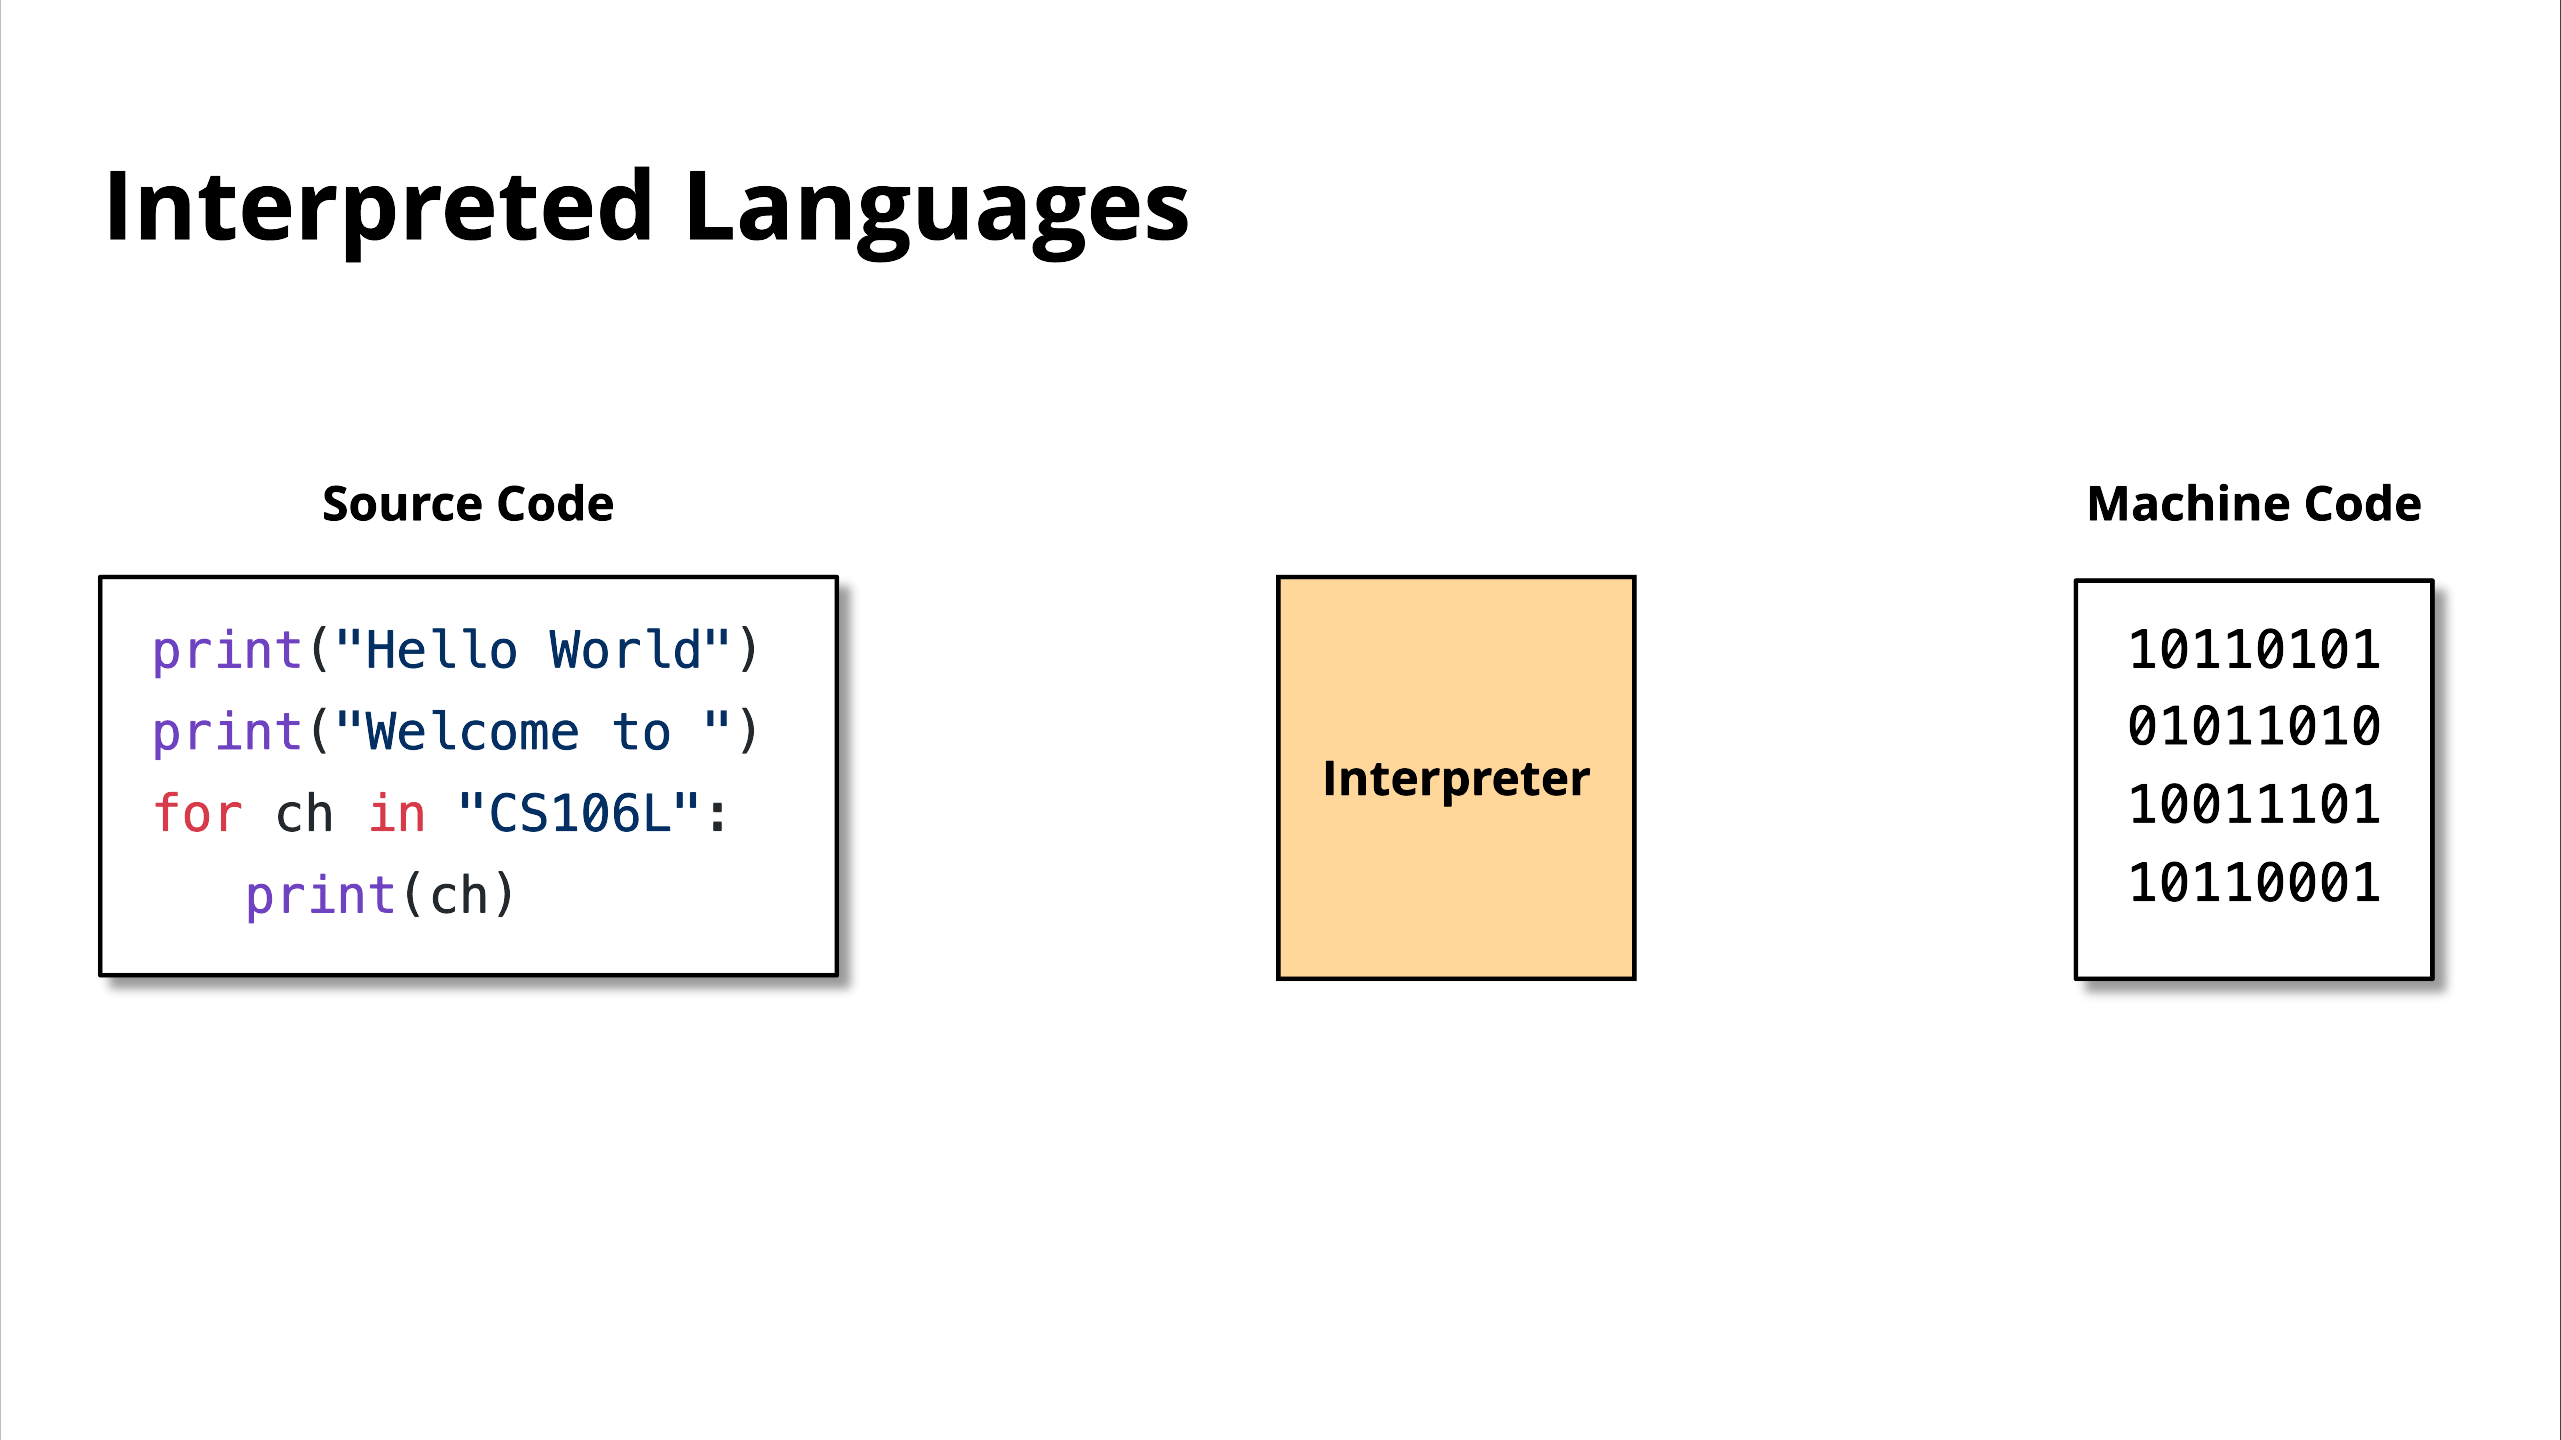 Interpreted Languages
Source Code
print("Hello World")
print("Welcome to ")
for ch in "CS106L":
   print(ch)
Interpreter
Machine Code
10110101
01011010
10011101
10110001